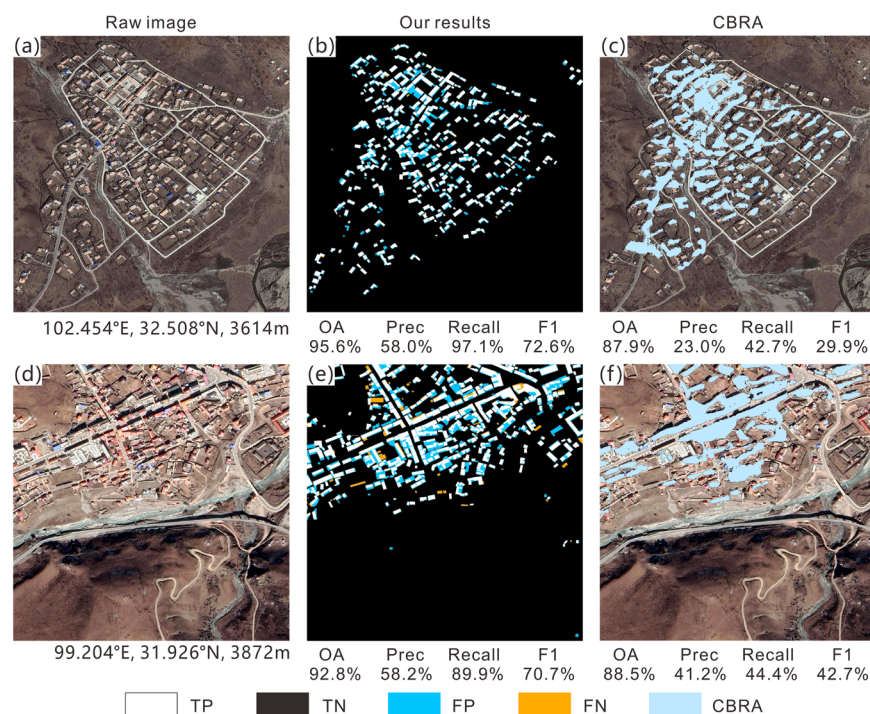 Raw image Our results CBRA
(a) (b) (c)
102.454°E, 32.508°N, 3614m
OA Prec Recall F1 OA Prec Recall F1
95.6% 58.0% 97.1% 72.6% 87.9% 23.0% 42.7% 29.9%
(d) (e) (f)
99.204°E, 31.926°N, 3872m
OA Prec Recall F1 OA Prec Recall F1
92.8% 58.2% 89.9% 70.7% 88.5% 41.2% 44.4% 42.7%
TP TN FP FN CBRA